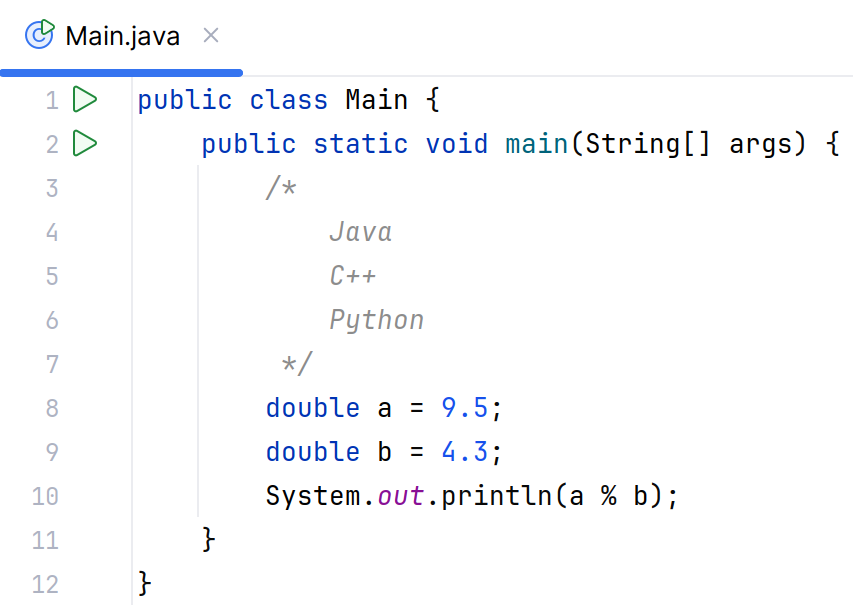 Main.java
1 public class Main {
2 public static void main(String[] args) {
3 /*
4 Java
5 C++
6 Python
7 */
8 double a = 9.5;
9 double b = 4.3;
10 System.out.println(a % b);
11 }
12 }